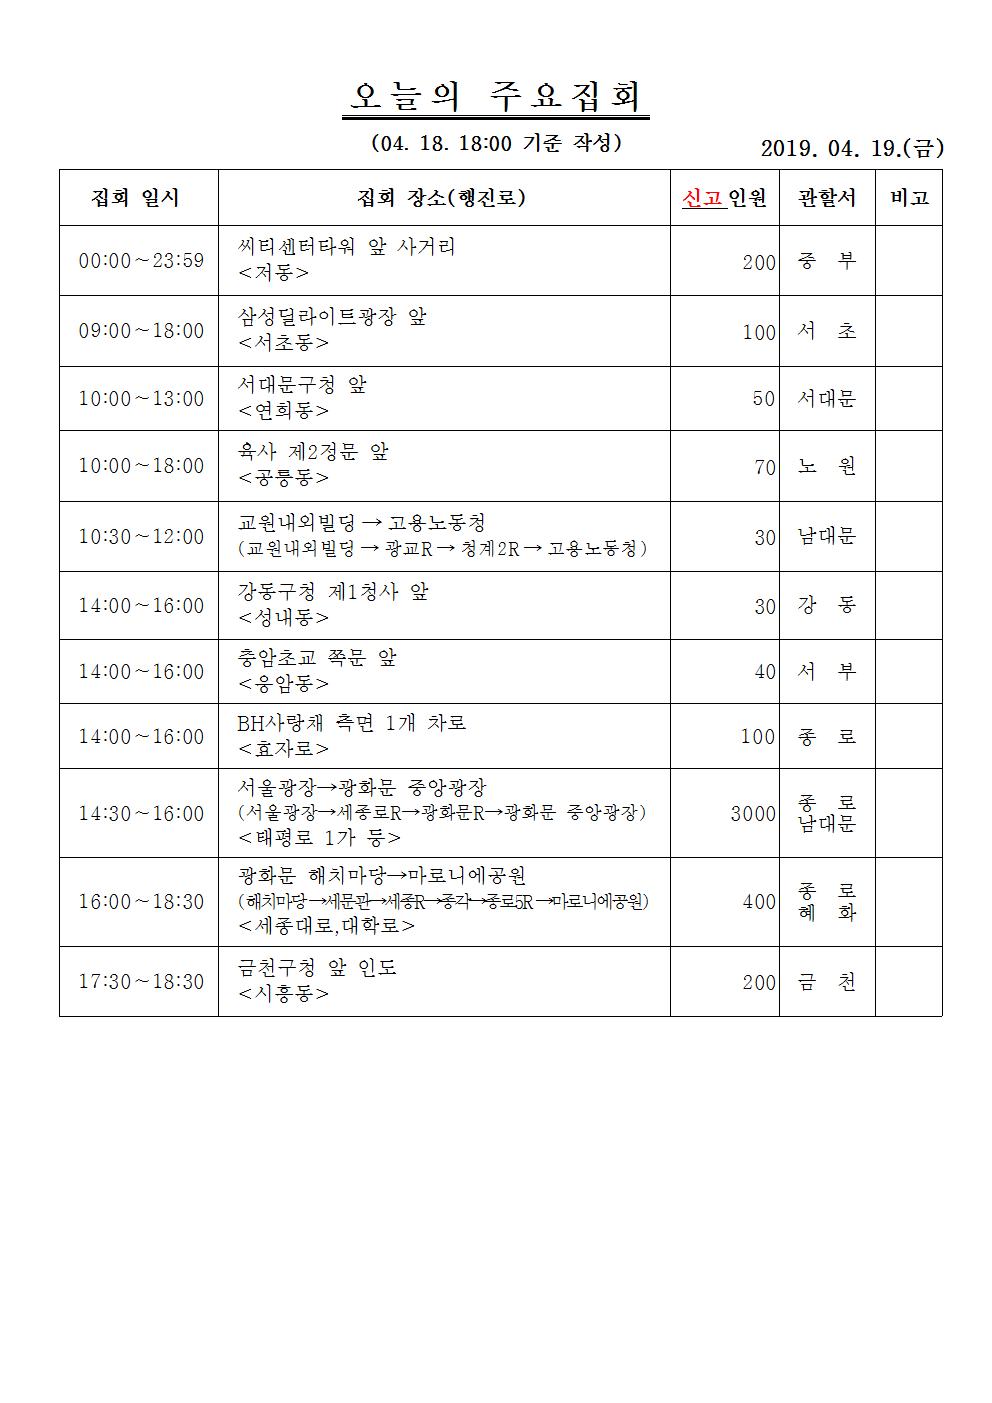 오늘의 주요집회
(04. 18. 18:00 기준 작성)
2019. 04. 19.(금)
집회 일시 집회 장소(행진로) 신고인원 관할서 비고
00:00~23:59 씨티센터타워 앞 사거리 200 중 부
<저동>
09:00~18:00 삼성딜라이트광장 앞 100 서 초
<서초동>
10:00~13:00 서대문구청 앞 50 서대문
<연희동>
10:00~18:00 육사 제2정문 앞 70 노 원
<공릉동>
10:30~12:00 교원내외빌딩→고용노동청 30 남대문
(교원내외빌딩→광교R→청계2R→고용노동청)
14:00~16:00 강동구청 제1청사 앞 30 강 동
<성내동>
14:00~16:00 충암초교 쪽문 앞 40 서 부
<응암동>
14:00~16:00 BH사랑채 측면 1개 차로 100 종 로
<효자로>
14:30~16:00 서울광장→광화문 중앙광장 3000 종 로
(서울광장→세종로R→광화문R→광화문 중앙광장) 남대문
<태평로 1가 등>
16:00~18:30 광화문 해치마당→마로니에공원 400 종 로
(해치마당→세문관→세종R→종각→종로5R→마로니에공원) 혜 화
<세종대로,대학로>
17:30~18:30 금천구청 앞 인도 200 금 천
<시흥동>